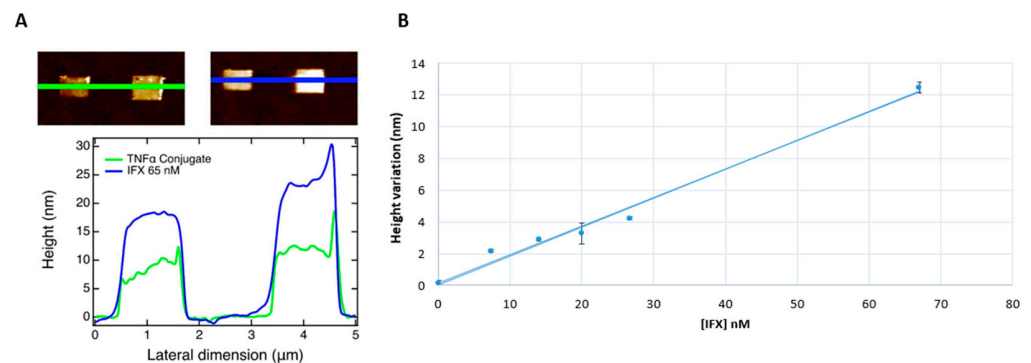 A
B
30
25
20
15
10
5
0
Height (nm)
TNFα Conjugate
IFX 65 nM
0 1 2 3 4 5
Lateral dimension (μm)
14
12
10
8
6
4
2
0
Height variation (nm)
0 10 20 30 40 50 60 70 80
[IFX] nM